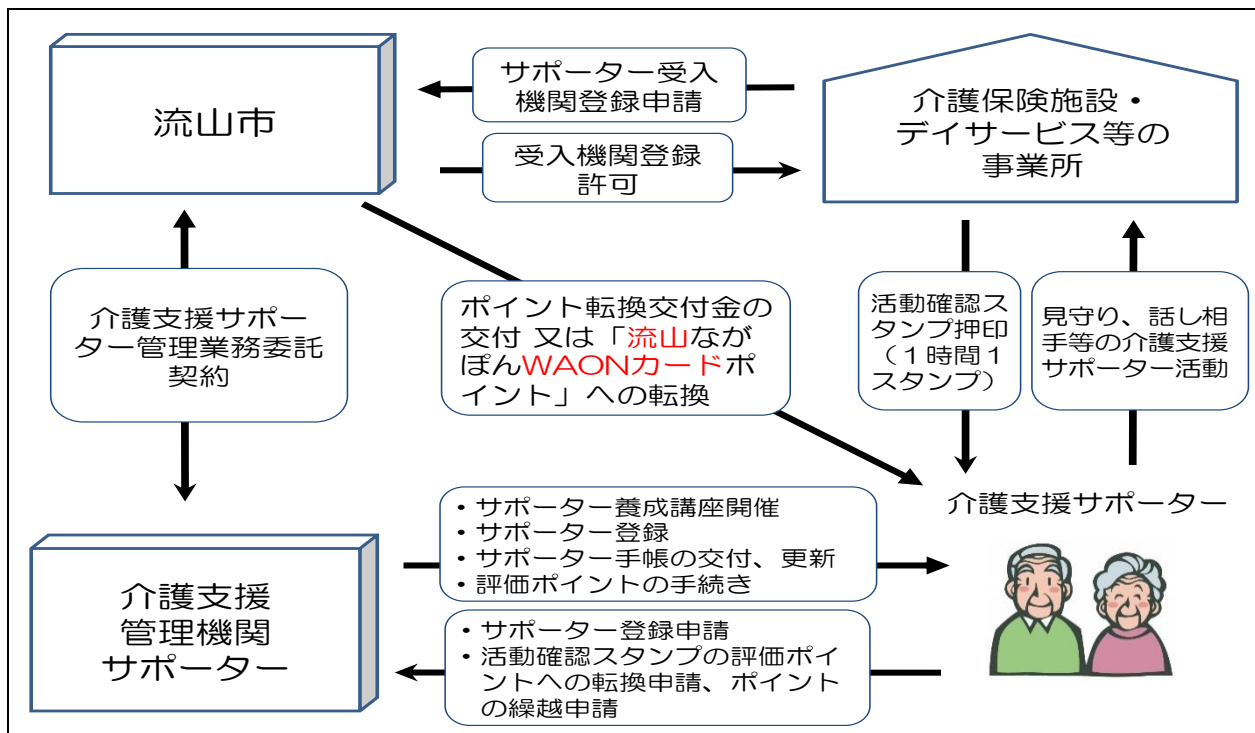 流山市
サポーター受入
機関登録申請
受入機関登録
許可
介護保険施設・
デイサービス等の
事業所
介護支援サポー
ター管理業務委託
契約
ポイント転換交付金の
交付 又は「流山なが
ぽんWAONカードポ
イント」への転換
活動確認ス
タンプ押印
（１時間１
スタンプ）
見守り、話し相
手等の介護支援
サポーター活動
介護支援サポーター
・サポーター養成講座開催
・サポーター登録
・サポーター手帳の交付、更新
・評価ポイントの手続き
介護支援
管理機関
サポーター
・サポーター登録申請
・活動確認スタンプの評価ポイ
ントへの転換申請、ポイント
の繰越申請